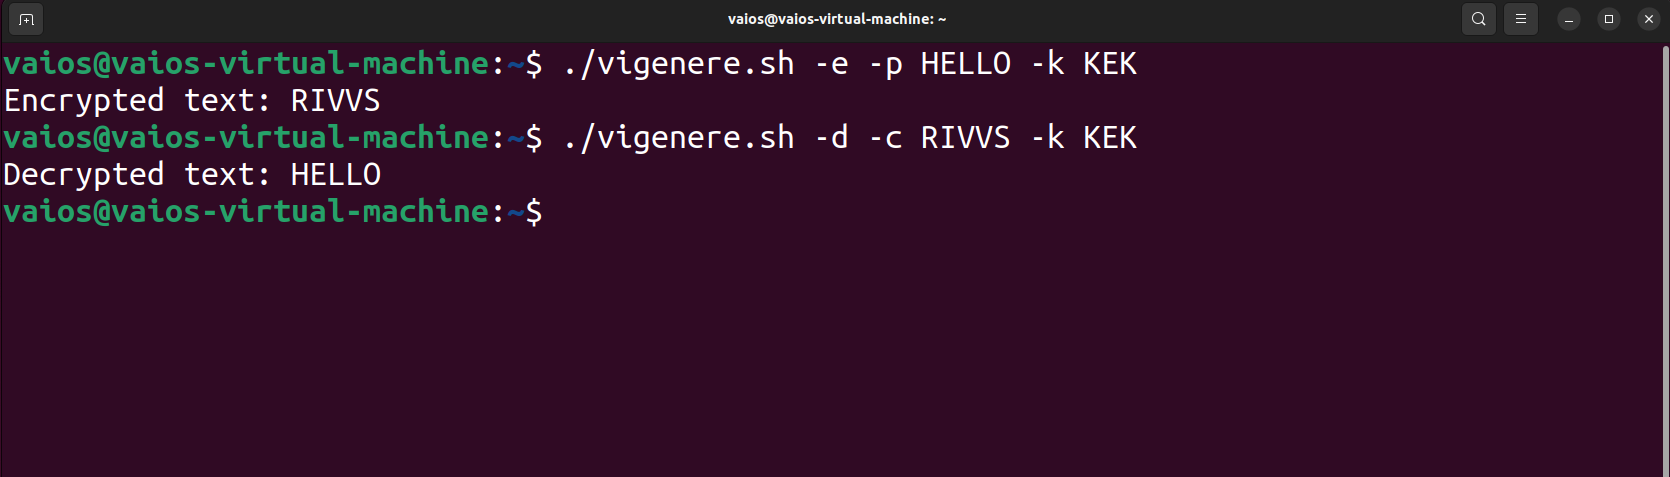 vaios@vaios-virtual-machine: ~
vaios@vaios-virtual-machine:~$ ./vigenere.sh -e -p HELLO -k KEK
Encrypted text: RIVVS
vaios@vaios-virtual-machine:~$ ./vigenere.sh -d -c RIVVS -k KEK
Decrypted text: HELLO
vaios@vaios-virtual-machine:~$